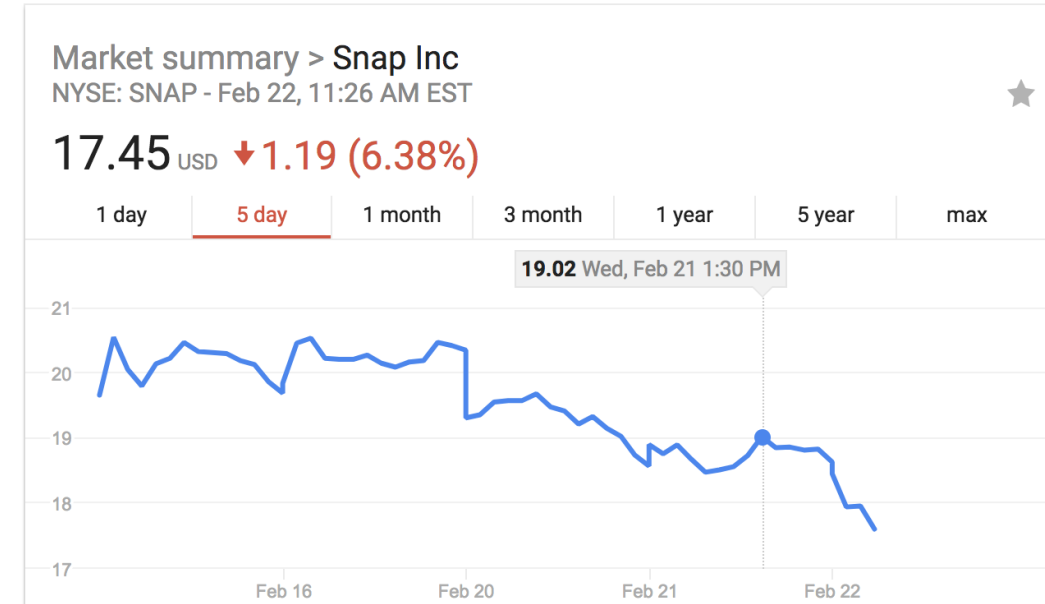 Market summary > Snap Inc
NYSE: SNAP - Feb 22, 11:26 AM EST
17.45 USD ↓1.19 (6.38%)
1 day 5 day 1 month 3 month 1 year 5 year max
19.02 Wed, Feb 21 1:30 PM
21
20
19
18
17
Feb 16 Feb 20 Feb 21 Feb 22